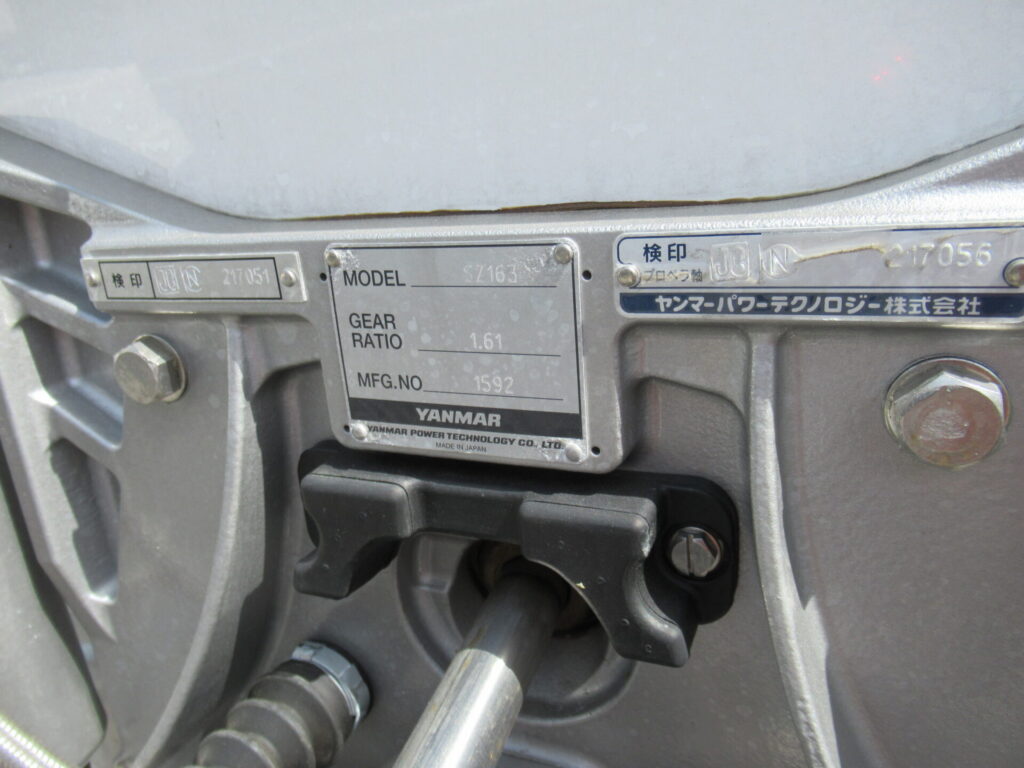 検印 JG N 217051
MODEL SZ163
GEAR
RATIO 1.61
MFG.NO 1592
YANMAR
YANMAR POWER TECHNOLOGY CO., LTD.
MADE IN JAPAN
検印 JG N 217056
プロペラ軸
ヤンマーパワーテクノロジー株式会社